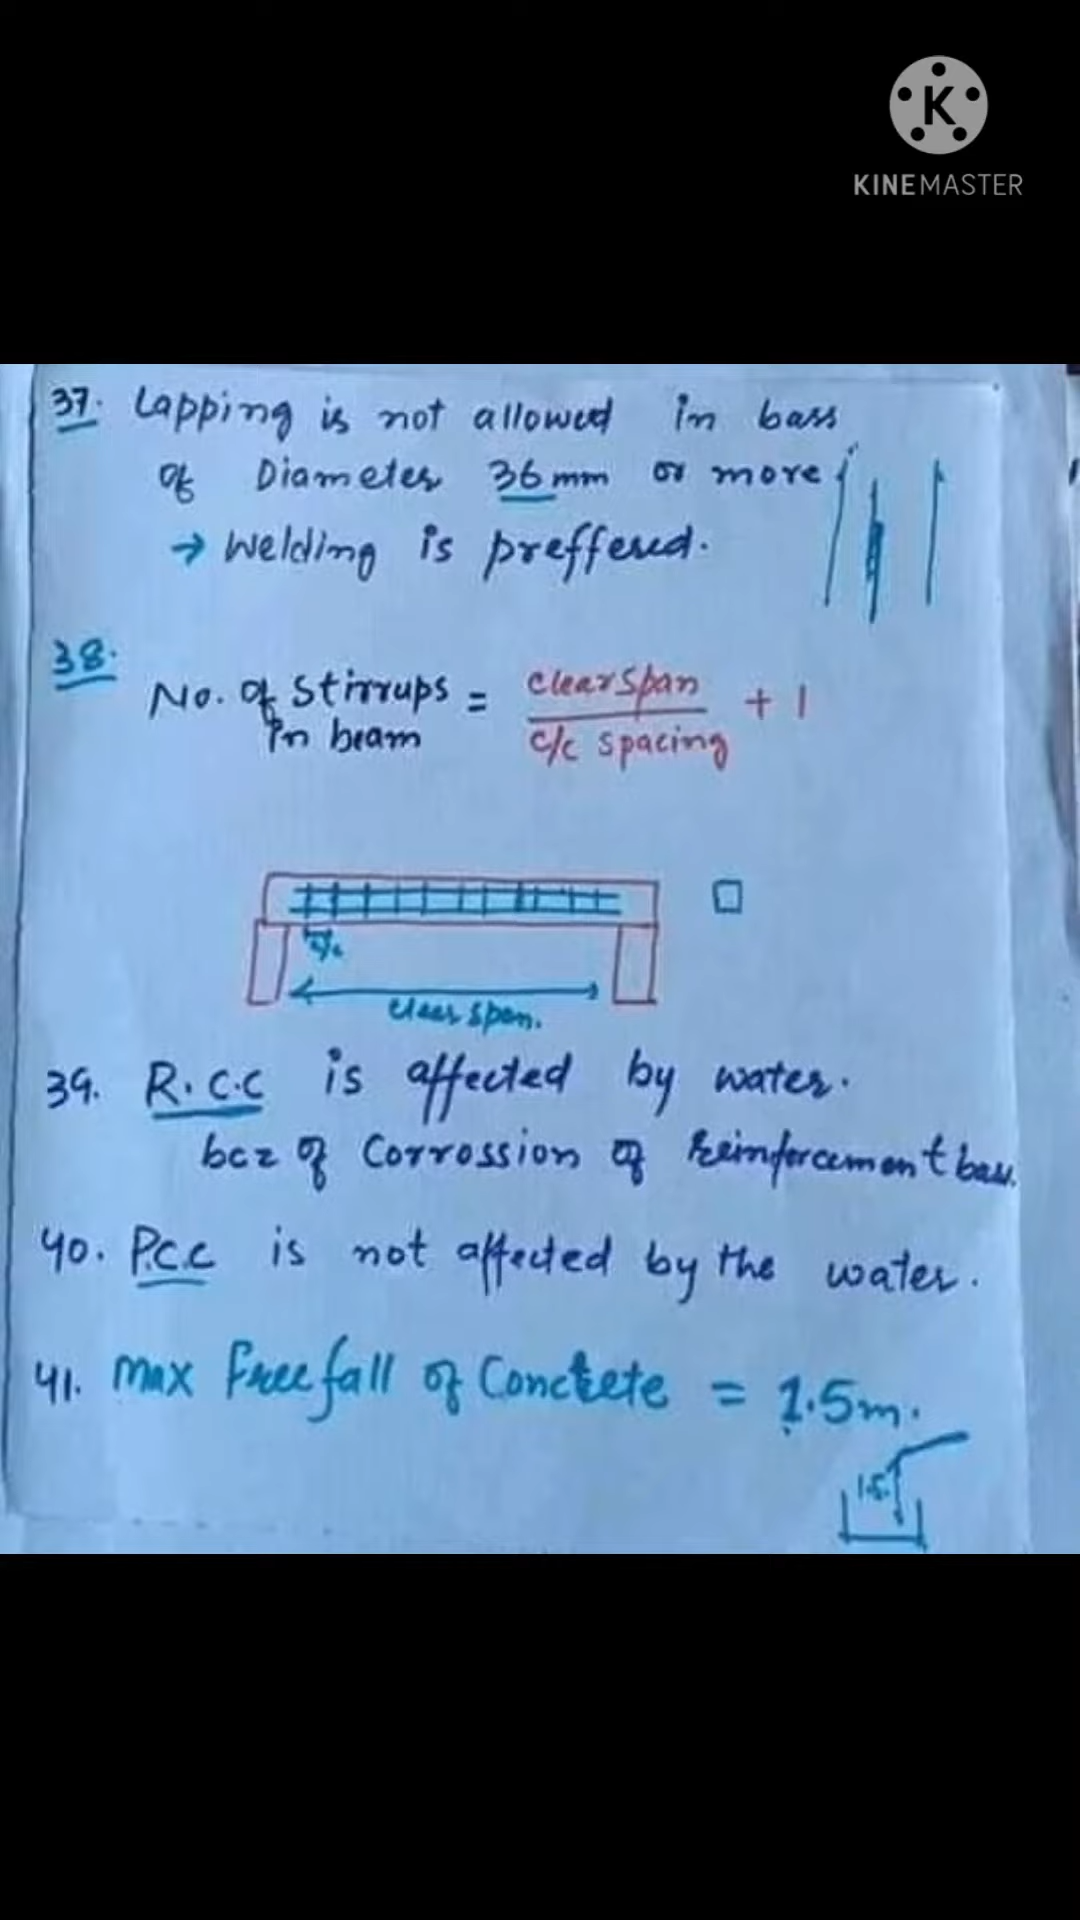 K
KINEMASTER
37. Lapping is not allowed in bars
of Diameter 36mm or more
→ Welding is preffered.
38.
No. of Stirrups = clear span / c/c spacing + 1
in beam
c/c
clear span.
39. R.C.C is affected by water.
bcz of Corrossion of Reinforcement bar.
40. P.C.C is not affected by the water.
41. max Free fall of Concrete = 1.5m.
1.5